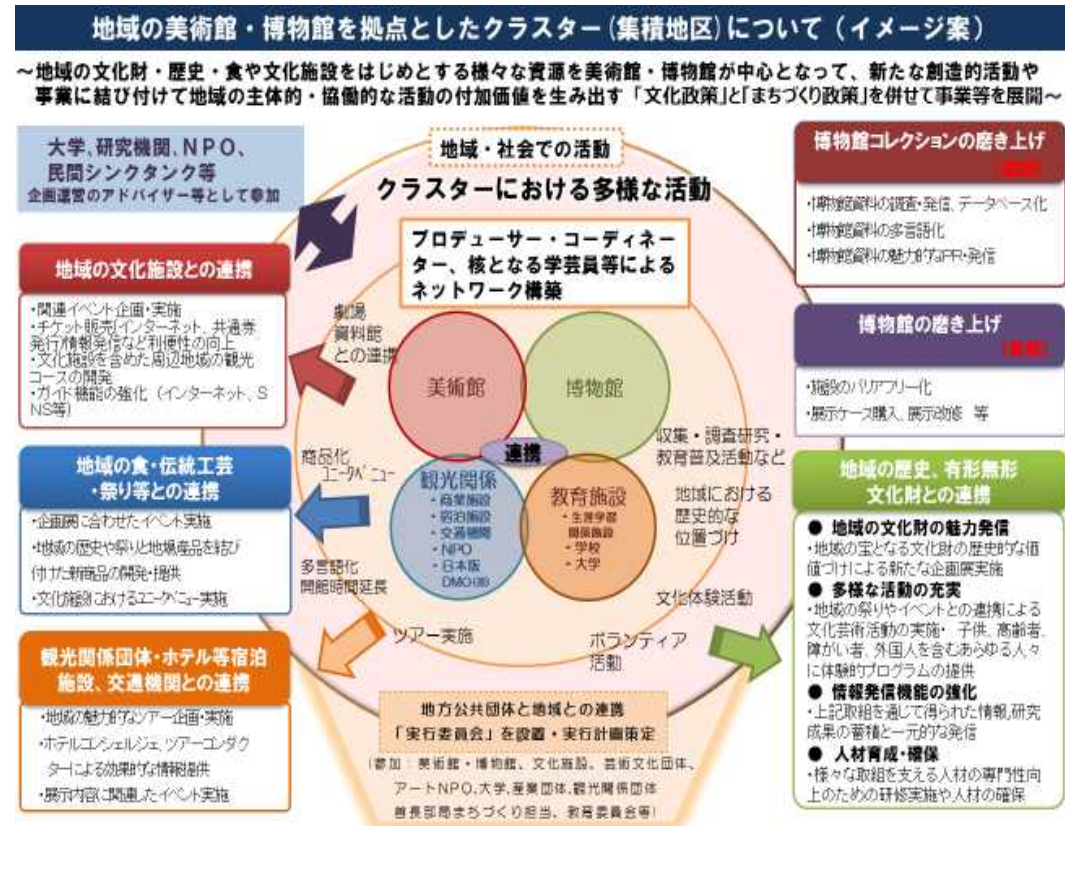 地域の美術館・博物館を拠点としたクラスター(集積地区)について(イメージ案)
～地域の文化財・歴史・食や文化施設をはじめとする様々な資源を美術館・博物館が中心となって、新たな創造的活動や
事業に結び付けて地域の主体的・協働的な活動の付加価値を生み出す「文化政策」と「まちづくり政策」を併せて事業等を展開～
大学、研究機関、NPO、
民間シンクタンク等
企画運営のアドバイザー等として参加
地域の文化施設との連携
・関連イベント企画・実施
・チケット販売(インターネット、共通券
発行)情報発信など利便性の向上
・文化施設を含めた周辺地域の観光
コースの開発
・ガイド機能の強化（インターネット、S
NS等）
地域の食・伝統工芸
・祭り等との連携
・企画展に合わせたイベント実施
・地域の歴史や祭りと地場産品を結び
付けた新商品の開発・提供
・文化施設におけるユニークベニュー実施
観光関係団体・ホテル等宿泊
施設、交通機関との連携
・地域の魅力的なツアー企画・実施
・ホテルコンシェルジェ、ツアーコンダク
ターによる効果的な情報提供
・展示内容に関連したイベント実施
地域・社会での活動
クラスターにおける多様な活動
プロデューサー・コーディネー
ター、核となる学芸員等による
ネットワーク構築
劇場
資料館
との連携
美術館
博物館
連携
商品化
ユニークベニュー
観光関係
・商業施設
・宿泊施設
・交通機関
・NPO
・日本版
DMO
教育施設
・生涯学習
関係施設
・学校
・大学
収集・調査研究・
教育普及活動など
地域における
歴史的な
位置づけ
多言語化
開館時間延長
文化体験活動
ツアー実施
ボランティア
活動
地方公共団体と地域との連携
「実行委員会」を設置・実行計画策定
(参加：美術館・博物館、文化施設、芸術文化団体、
アートNPO、大学、産業団体、観光関係団体
首長部局まちづくり担当、教育委員会等)
博物館コレクションの磨き上げ
・博物館資料の調査・発信、データベース化
・博物館資料の多言語化
・博物館資料の魅力的なPR・発信
博物館の磨き上げ
・施設のバリアフリー化
・展示ケース購入、展示改修 等
地域の歴史、有形無形
文化財との連携
● 地域の文化財の魅力発信
・地域の宝となる文化財の歴史的な価
値づけによる新たな企画展実施
● 多様な活動の充実
・地域の祭りやイベントとの連携による
文化芸術活動の実施・ 子供、高齢者、
障がい者、外国人を含むあらゆる人々
に体験的プログラムの提供
● 情報発信機能の強化
・上記取組を通じて得られた情報、研究
成果の蓄積と一元的な発信
● 人材育成・確保
・様々な取組を支える人材の専門性向
上のための研修実施や人材の確保